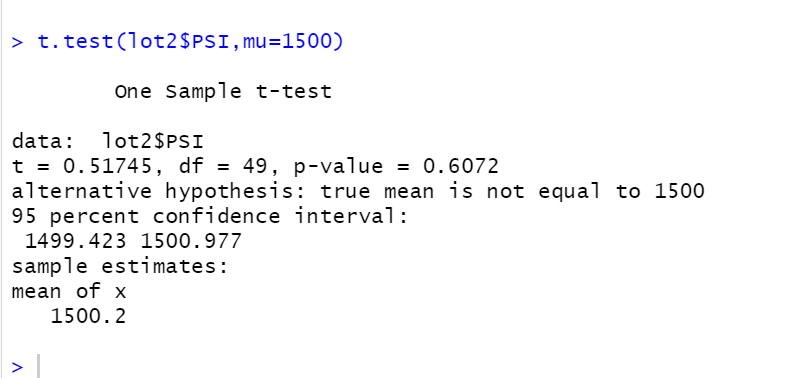 > t.test(lot2$PSI,mu=1500)
One Sample t-test
data:  lot2$PSI
t = 0.51745, df = 49, p-value = 0.6072
alternative hypothesis: true mean is not equal to 1500
95 percent confidence interval:
1499.423 1500.977
sample estimates:
mean of x
1500.2
>